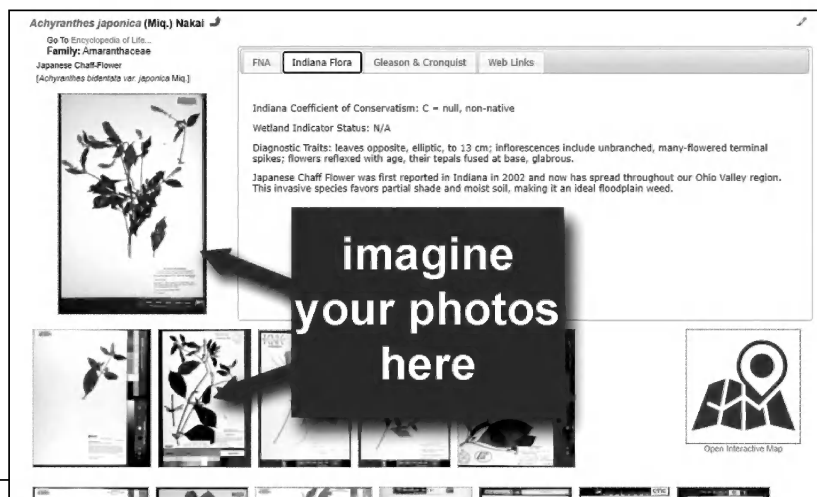 Achyranthes japonica (Miq.) Nakai
Go To Encyclopedia of Life...
Family: Amaranthaceae
Japanese Chaff-Flower
[Achyranthes bidentata var. japonica Miq.]
FNA
Indiana Flora
Gleason & Cronquist
Web Links
Indiana Coefficient of Conservatism: C = null, non-native
Wetland Indicator Status: N/A
Diagnostic Traits: leaves opposite, elliptic, to 13 cm; inflorescences include unbranched, many-flowered terminal
spikes; flowers reflexed with age, their tepals fused at base, glabrous.
Japanese Chaff Flower was first reported in Indiana in 2002 and now has spread throughout our Ohio Valley region.
This invasive species favors partial shade and moist soil, making it an ideal floodplain weed.
imagine
your photos
here
Open Interactive Map